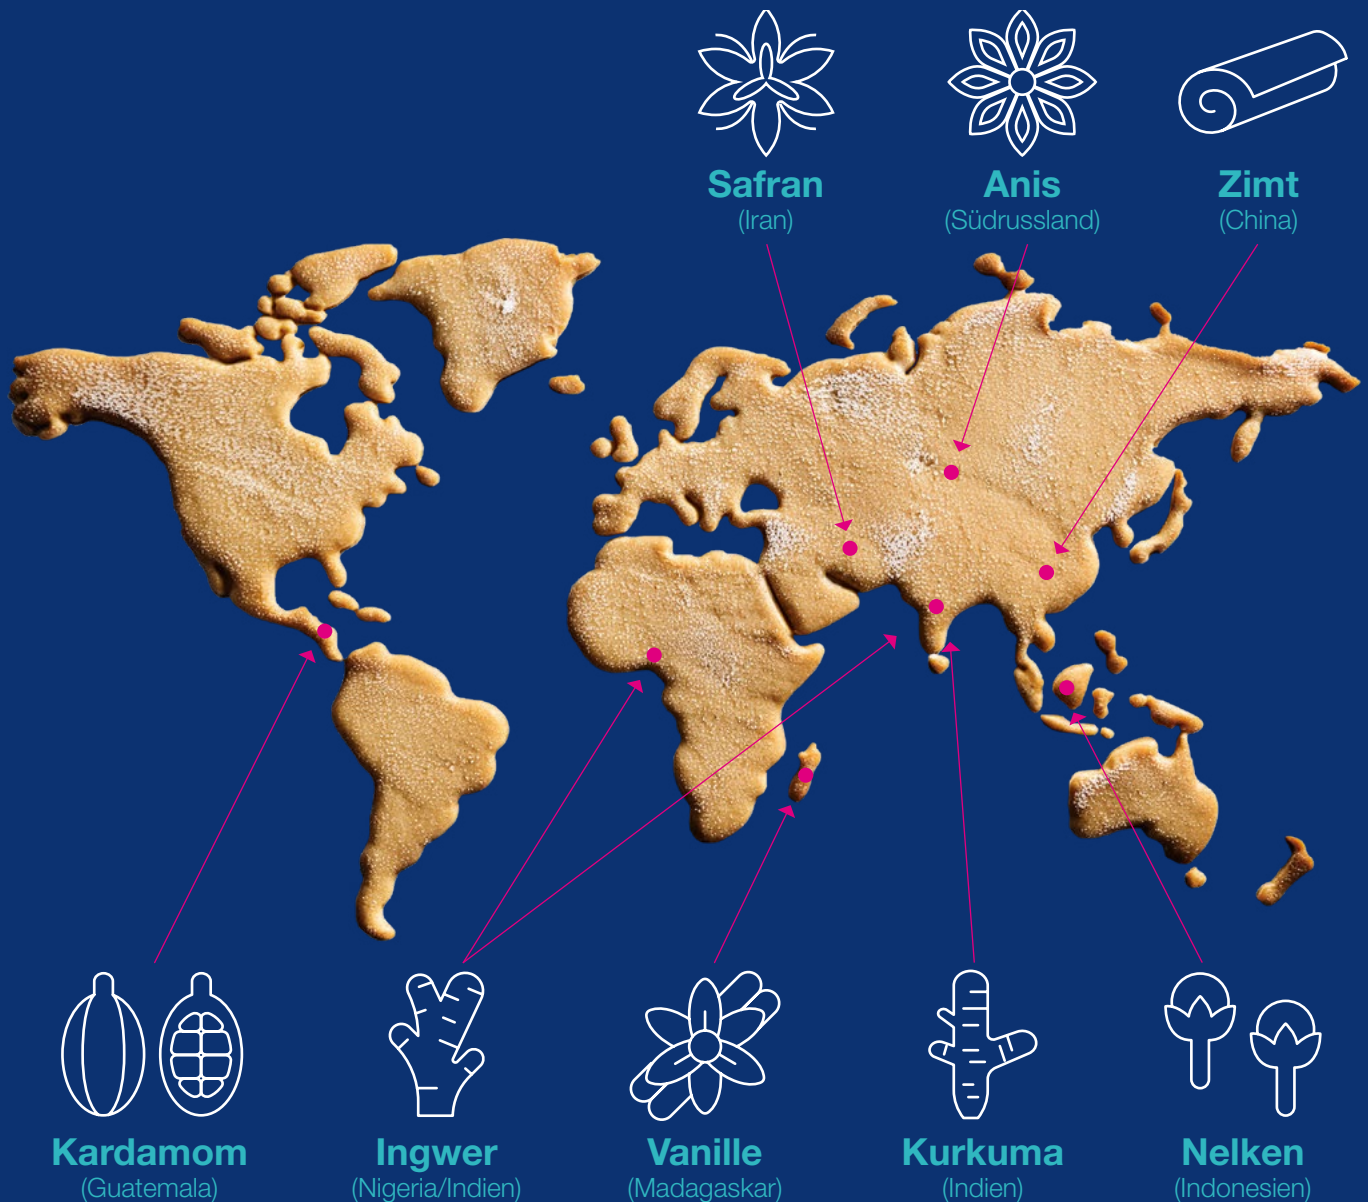 Safran
(Iran)
Anis
(Südrussland)
Zimt
(China)
Kardamom
(Guatemala)
Ingwer
(Nigeria/Indien)
Vanille
(Madagaskar)
Kurkuma
(Indien)
Nelken
(Indonesien)